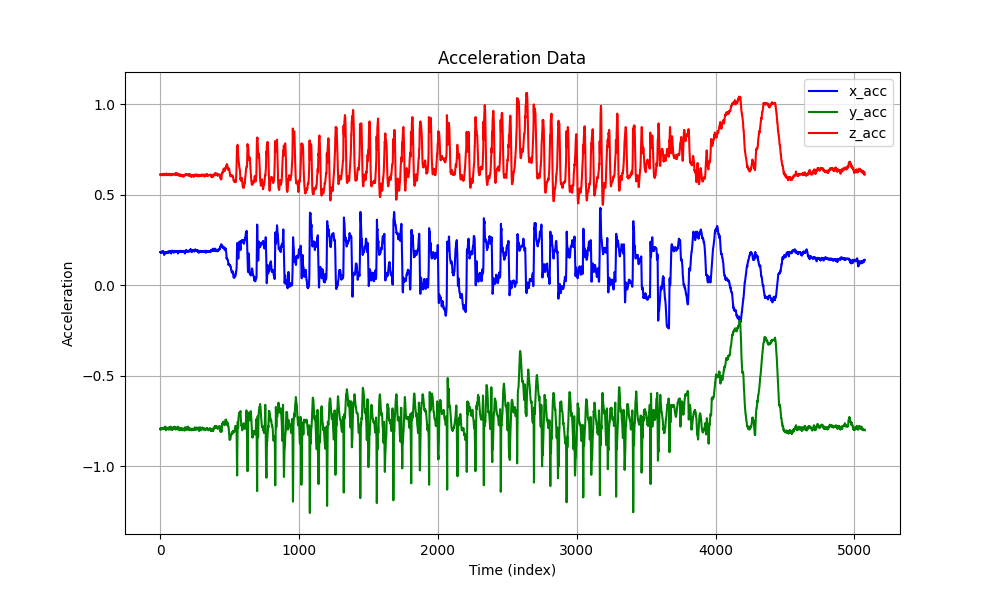 Acceleration Data
x_acc
y_acc
z_acc
1.0
0.5
0.0
−0.5
−1.0
Acceleration
0 1000 2000 3000 4000 5000
Time (index)